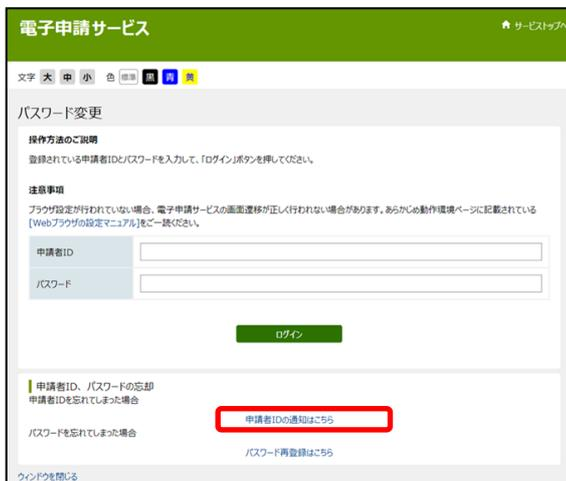 電子申請サービス
サービストップへ
文字 大 中 小 色 標準 黒 青 黄
パスワード変更
操作方法のご説明
登録されている申請者IDとパスワードを入力して、「ログイン」ボタンを押してください。
注意事項
ブラウザ設定が行われていない場合、電子申請サービスの画面遷移が正しく行われない場合があります。あらかじめ動作環境ページに記載されている
[Webブラウザの設定マニュアル]をご一読ください。
申請者ID
パスワード
ログイン
申請者ID、パスワードの忘却
申請者IDを忘れてしまった場合
申請者IDの通知はこちら
パスワードを忘れてしまった場合
パスワード再登録はこちら
ウィンドウを閉じる